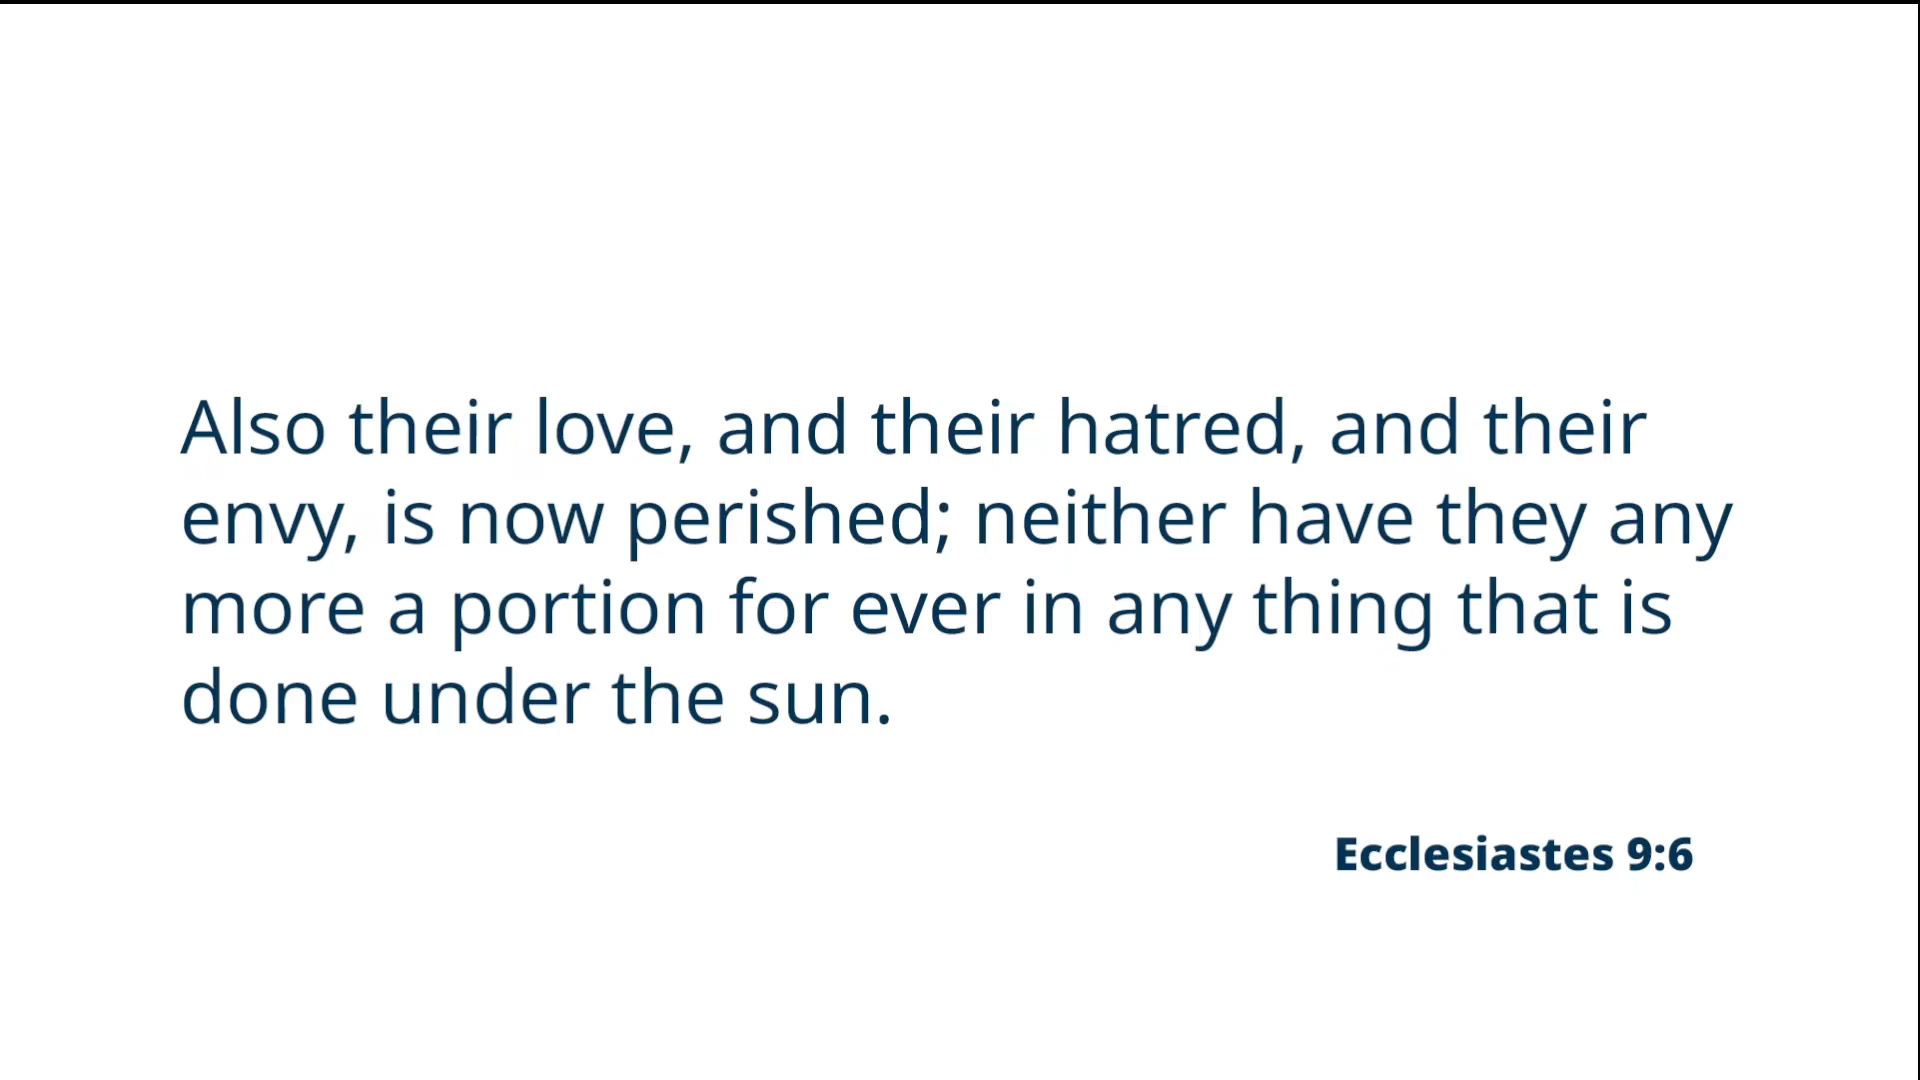 Also their love, and their hatred, and their
envy, is now perished; neither have they any
more a portion for ever in any thing that is
done under the sun.
Ecclesiastes 9:6